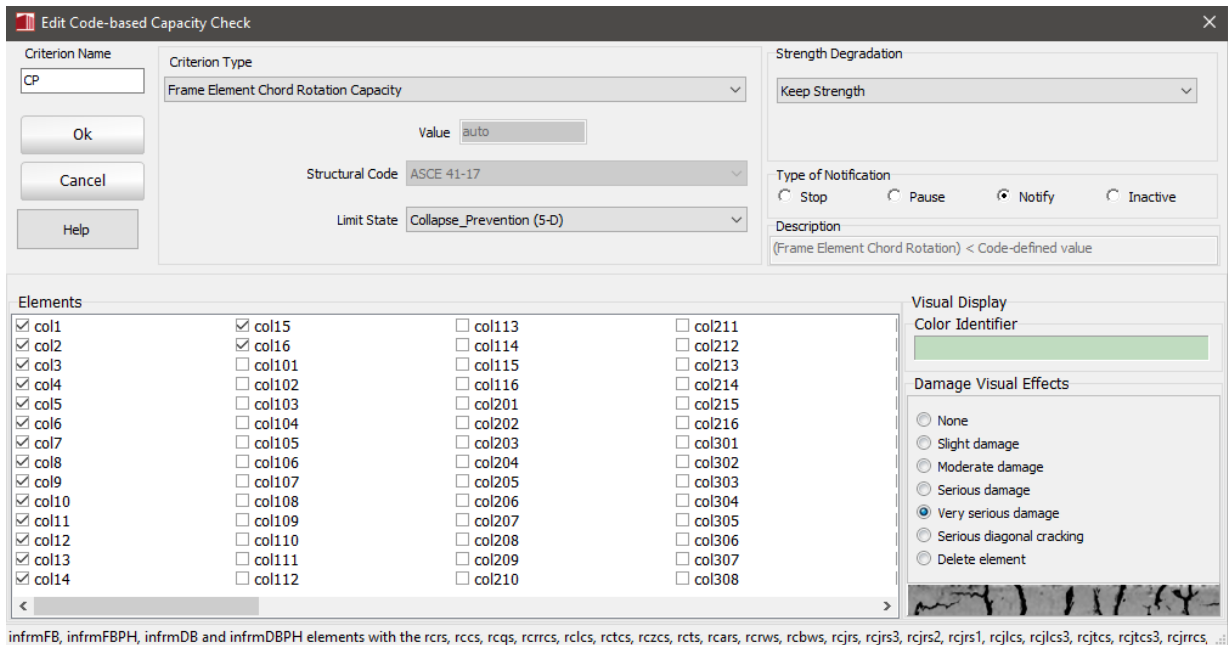 Edit Code-based Capacity Check
Criterion Name
CP
Ok
Cancel
Help
Criterion Type
Frame Element Chord Rotation Capacity
Value auto
Structural Code ASCE 41-17
Limit State Collapse_Prevention (5-D)
Strength Degradation
Keep Strength
Type of Notification
Stop Pause Notify Inactive
Description
(Frame Element Chord Rotation) < Code-defined value
Elements
col1 col15 col113 col211
col2 col16 col114 col212
col3 col101 col115 col213
col4 col102 col116 col214
col5 col103 col201 col215
col6 col104 col202 col216
col7 col105 col203 col301
col8 col106 col204 col302
col9 col107 col205 col303
col10 col108 col206 col304
col11 col109 col207 col305
col12 col110 col208 col306
col13 col111 col209 col307
col14 col112 col210 col308
Visual Display
Color Identifier
Damage Visual Effects
None
Slight damage
Moderate damage
Serious damage
Very serious damage
Serious diagonal cracking
Delete element
infrmFB, infrmFBPH, infrmDB and infrmDBPH elements with the rcrs, rccs, rcqs, rcrrcs, rclcs, rctcs, rczcs, rcts, rcars, rcrws, rcbws, rcjrs, rcjrs3, rcjrs2, rcjrs1, rcjlcs, rcjlcs3, rcjtcs, rcjtcs3, rcjrrcs,